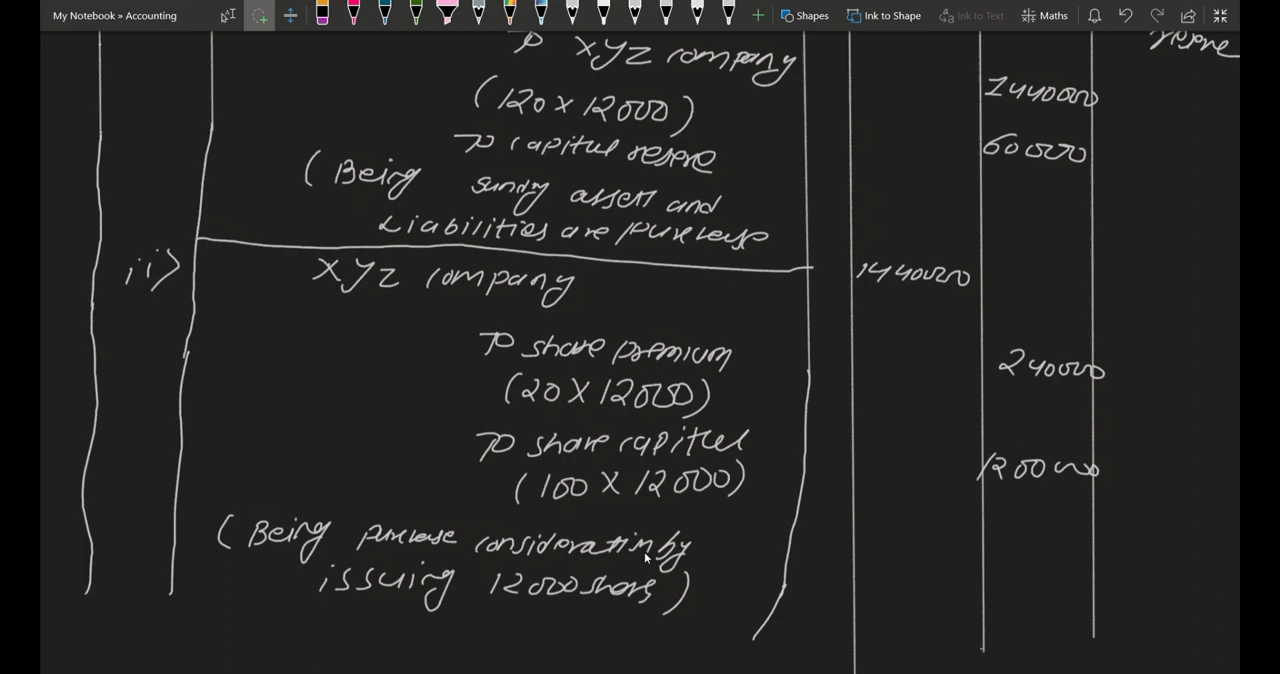 My Notebook » Accounting
Shapes Ink to Shape Ink to Text Maths
To XYZ company
(120 x 12000) 1440000
To capital reserve 60000
(Being sundry assets and
Liabilities are purchase
ii) XYZ company 1440000
To share premium 240000
(20 x 12000)
To share capital 1200000
(100 x 12000)
(Being purchase consideration by
issuing 12000 shares)